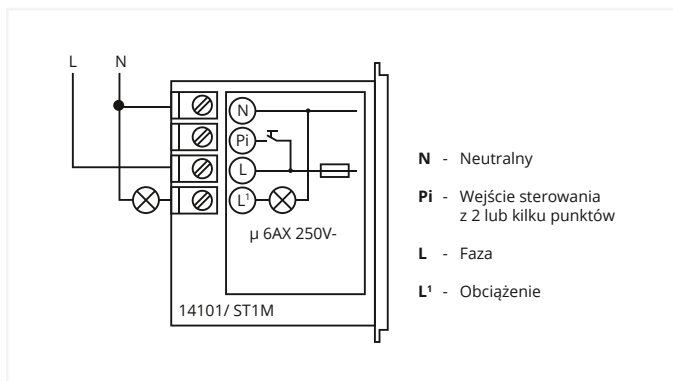 L N
N
Pi
L
L¹
µ 6AX 250V-
14101/ ST1M
N - Neutralny
Pi - Wejście sterowania
z 2 lub kilku punktów
L - Faza
L¹ - Obciążenie